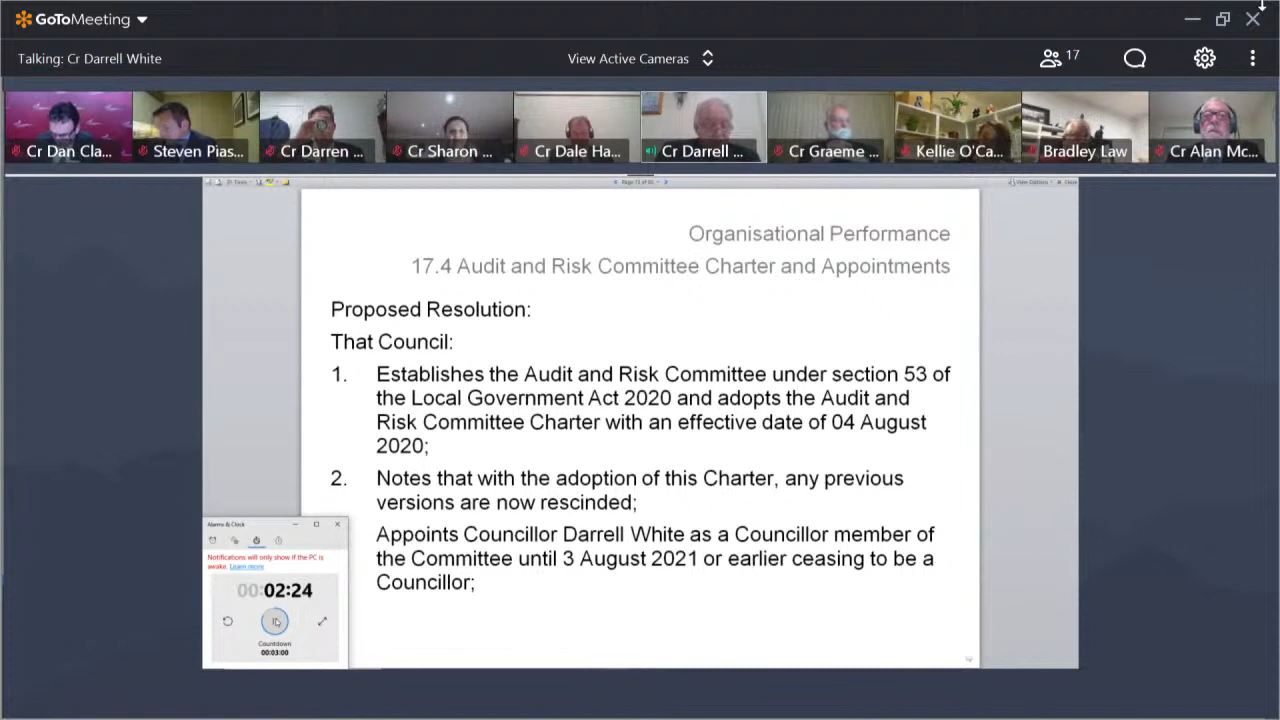 GoToMeeting
Talking: Cr Darrell White
View Active Cameras
17
Cr Dan Cla...
Steven Pias...
Cr Darren ...
Cr Sharon ...
Cr Dale Ha...
Cr Darrell ...
Cr Graeme ...
Kellie O'Ca...
Bradley Law
Cr Alan Mc...
Tools
View Options
Close
Organisational Performance
17.4 Audit and Risk Committee Charter and Appointments
Proposed Resolution:
That Council:
1. Establishes the Audit and Risk Committee under section 53 of
the Local Government Act 2020 and adopts the Audit and
Risk Committee Charter with an effective date of 04 August
2020;
2. Notes that with the adoption of this Charter, any previous
versions are now rescinded;
Appoints Councillor Darrell White as a Councillor member of
the Committee until 3 August 2021 or earlier ceasing to be a
Councillor;
Alarms & Clock
Notifications will only show if the PC is
awake. Learn more
00:02:24
Countdown
00:03:00